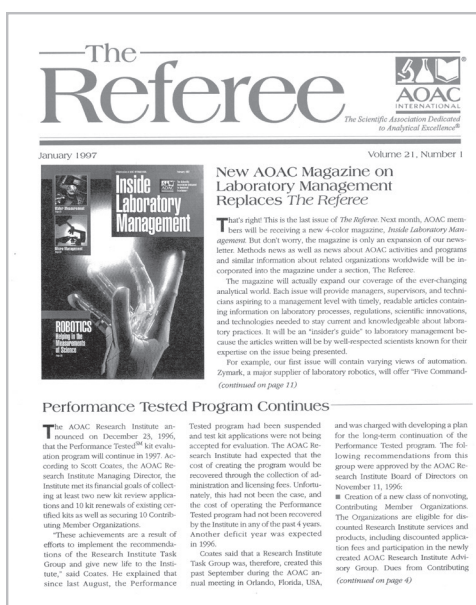 The
Referee
AOAC
INTERNATIONAL
The Scientific Association Dedicated
to Analytical Excellence®
January 1997
Volume 21, Number 1
Inside
Laboratory
Management
ROBOTICS
Helping in the
Measurements
of Science
New AOAC Magazine on
Laboratory Management
Replaces The Referee
That's right! This is the last issue of The Referee. Next month, AOAC mem-
bers will be receiving a new 4-color magazine, Inside Laboratory Man-
agement. But don't worry, the magazine is only an expansion of our news-
letter. Methods news as well as news about AOAC activities and programs
and similar information about related organizations worldwide will be in-
corporated into the magazine under a section, The Referee.
The magazine will actually expand our coverage of the ever-changing
analytical world. Each issue will provide managers, supervisors, and techni-
cians aspiring to a management level with timely, readable articles contain-
ing information on laboratory processes, regulations, scientific innovations,
and technologies needed to stay current and knowledgeable about labora-
tory practices. It will be an "insider's guide" to laboratory management be-
cause the articles written will be by well-respected scientists known for their
expertise on the issue being presented.
For example, our first issue will contain varying views of automation.
Zymark, a major supplier of laboratory robotics, will offer "Five Command-
(continued on page 11)
Performance Tested Program Continues
The AOAC Research Institute an-
nounced on December 23, 1996,
that the Performance Tested℠ kit evalu-
ation program will continue in 1997. Ac-
cording to Scott Coates, the AOAC Re-
search Institute Managing Director, the
Institute met its financial goals of collect-
ing at least two new kit review applica-
tions and 10 kit renewals of existing cer-
tified kits as well as securing 10 Contrib-
uting Member Organizations.
"These achievements are a result of
efforts to implement the recommenda-
tions of the Research Institute Task
Group and give new life to the Insti-
tute," said Coates. He explained that
since last August, the Performance
Tested program had been suspended
and test kit applications were not being
accepted for evaluation. The AOAC Re-
search Institute had expected that the
cost of creating the program would be
recovered through the collection of ad-
ministration and licensing fees. Unfortu-
nately, this had not been the case, and
the cost of operating the Performance
Tested program had not been recovered
by the Institute in any of the past 4 years.
Another deficit year was expected
in 1996.
Coates said that a Research Institute
Task Group was, therefore, created this
past September during the AOAC an-
nual meeting in Orlando, Florida, USA,
and was charged with developing a plan
for the long-term continuation of the
Performance Tested program. The fol-
lowing recommendations from this
group were approved by the AOAC Re-
search Institute Board of Directors on
November 11, 1996:
■ Creation of a new class of nonvoting,
Contributing Member Organizations.
The Organizations are eligible for dis-
counted Research Institute services and
products, including discounted applica-
tion fees and participation in the newly
created AOAC Research Institute Advi-
sory Group. Dues from Contributing
(continued on page 4)